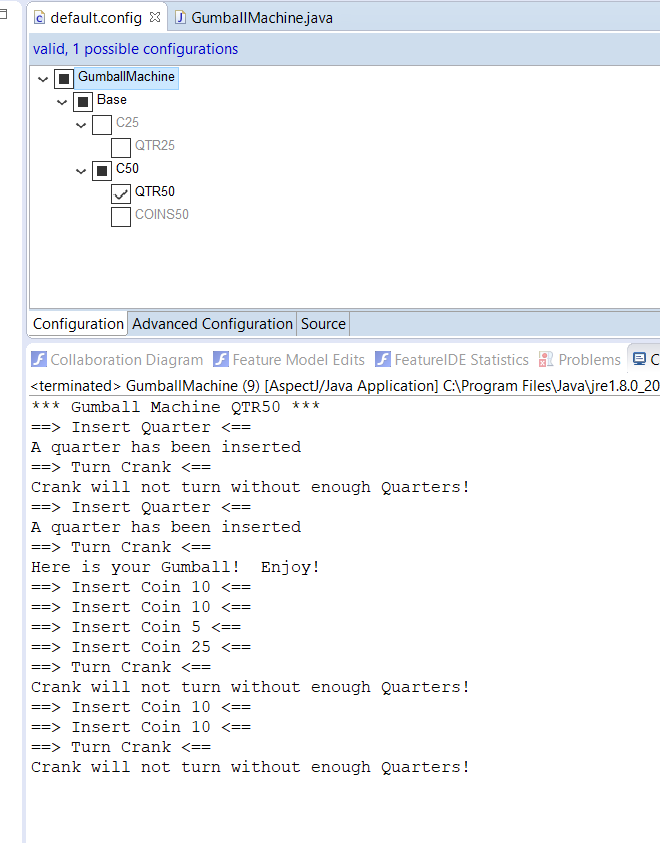 default.config GumballMachine.java
valid, 1 possible configurations
GumballMachine
Base
C25
QTR25
C50
QTR50
COINS50
Configuration Advanced Configuration Source
Collaboration Diagram Feature Model Edits FeatureIDE Statistics Problems C
<terminated> GumballMachine (9) [AspectJ/Java Application] C:\Program Files\Java\jre1.8.0_20
*** Gumball Machine QTR50 ***
==> Insert Quarter <==
A quarter has been inserted
==> Turn Crank <==
Crank will not turn without enough Quarters!
==> Insert Quarter <==
A quarter has been inserted
==> Turn Crank <==
Here is your Gumball!  Enjoy!
==> Insert Coin 10 <==
==> Insert Coin 10 <==
==> Insert Coin 5 <==
==> Insert Coin 25 <==
==> Turn Crank <==
Crank will not turn without enough Quarters!
==> Insert Coin 10 <==
==> Insert Coin 10 <==
==> Turn Crank <==
Crank will not turn without enough Quarters!